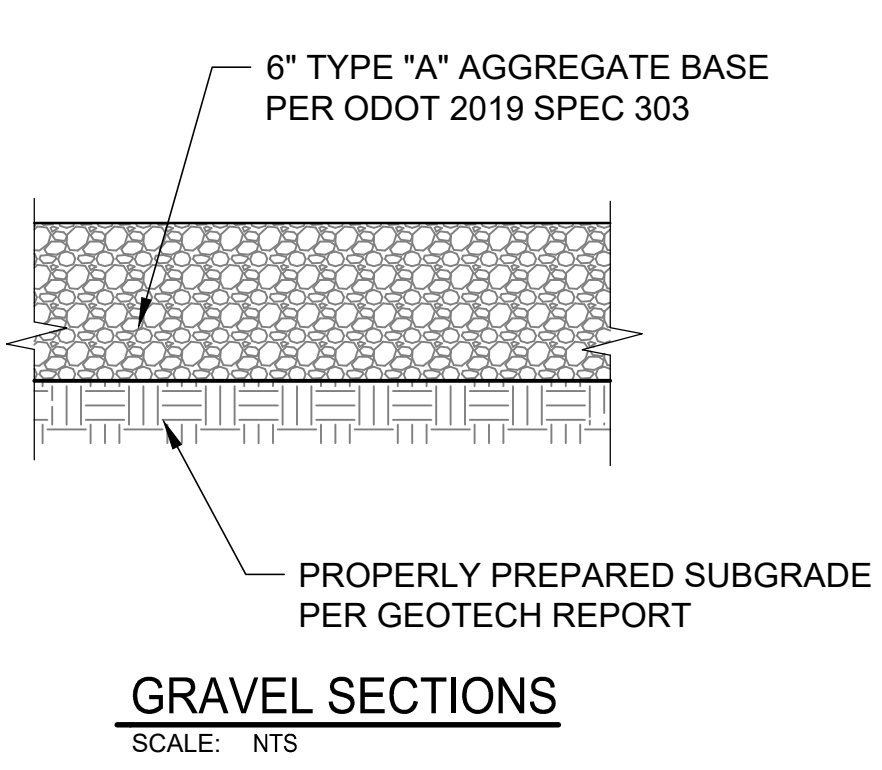 6" TYPE "A" AGGREGATE BASE
PER ODOT 2019 SPEC 303
PROPERLY PREPARED SUBGRADE
PER GEOTECH REPORT
GRAVEL SECTIONS
SCALE: NTS